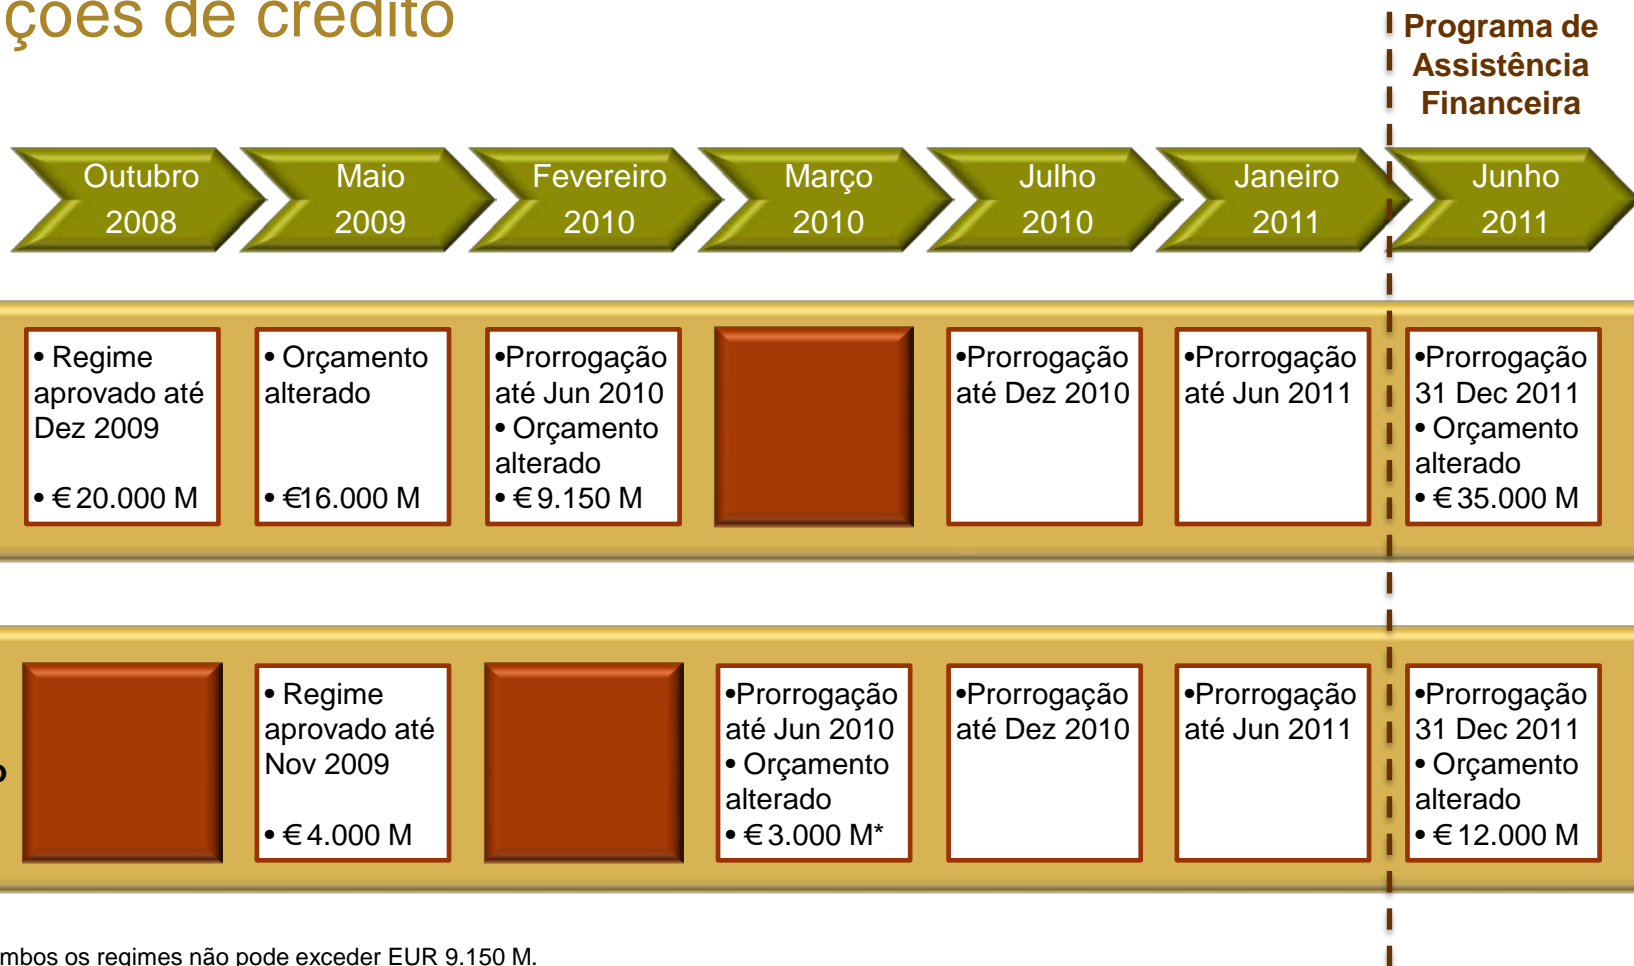 ções de crédito
Programa de
Assistência
Financeira
Outubro
2008
Maio
2009
Fevereiro
2010
Março
2010
Julho
2010
Janeiro
2011
Junho
2011
• Regime
aprovado até
Dez 2009
• € 20.000 M
• Orçamento
alterado
• €16.000 M
•Prorrogação
até Jun 2010
• Orçamento
alterado
• € 9.150 M
•Prorrogação
até Dez 2010
•Prorrogação
até Jun 2011
•Prorrogação
31 Dec 2011
• Orçamento
alterado
• € 35.000 M
o
• Regime
aprovado até
Nov 2009
• € 4.000 M
•Prorrogação
até Jun 2010
• Orçamento
alterado
• € 3.000 M*
•Prorrogação
até Dez 2010
•Prorrogação
até Jun 2011
•Prorrogação
31 Dec 2011
• Orçamento
alterado
• € 12.000 M
mbos os regimes não pode exceder EUR 9.150 M.